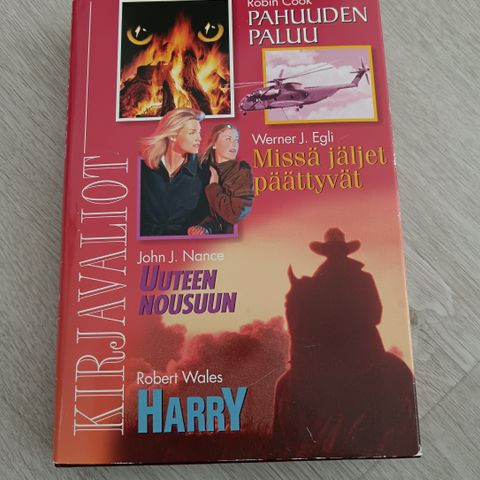 Robin Cook
PAHUUDEN
PALUU
Werner J. Egli
Missä jäljet
päättyvät
John J. Nance
UUTEEN
NOUSUUN
Robert Wales
HARRY
KIRJAVALIOT